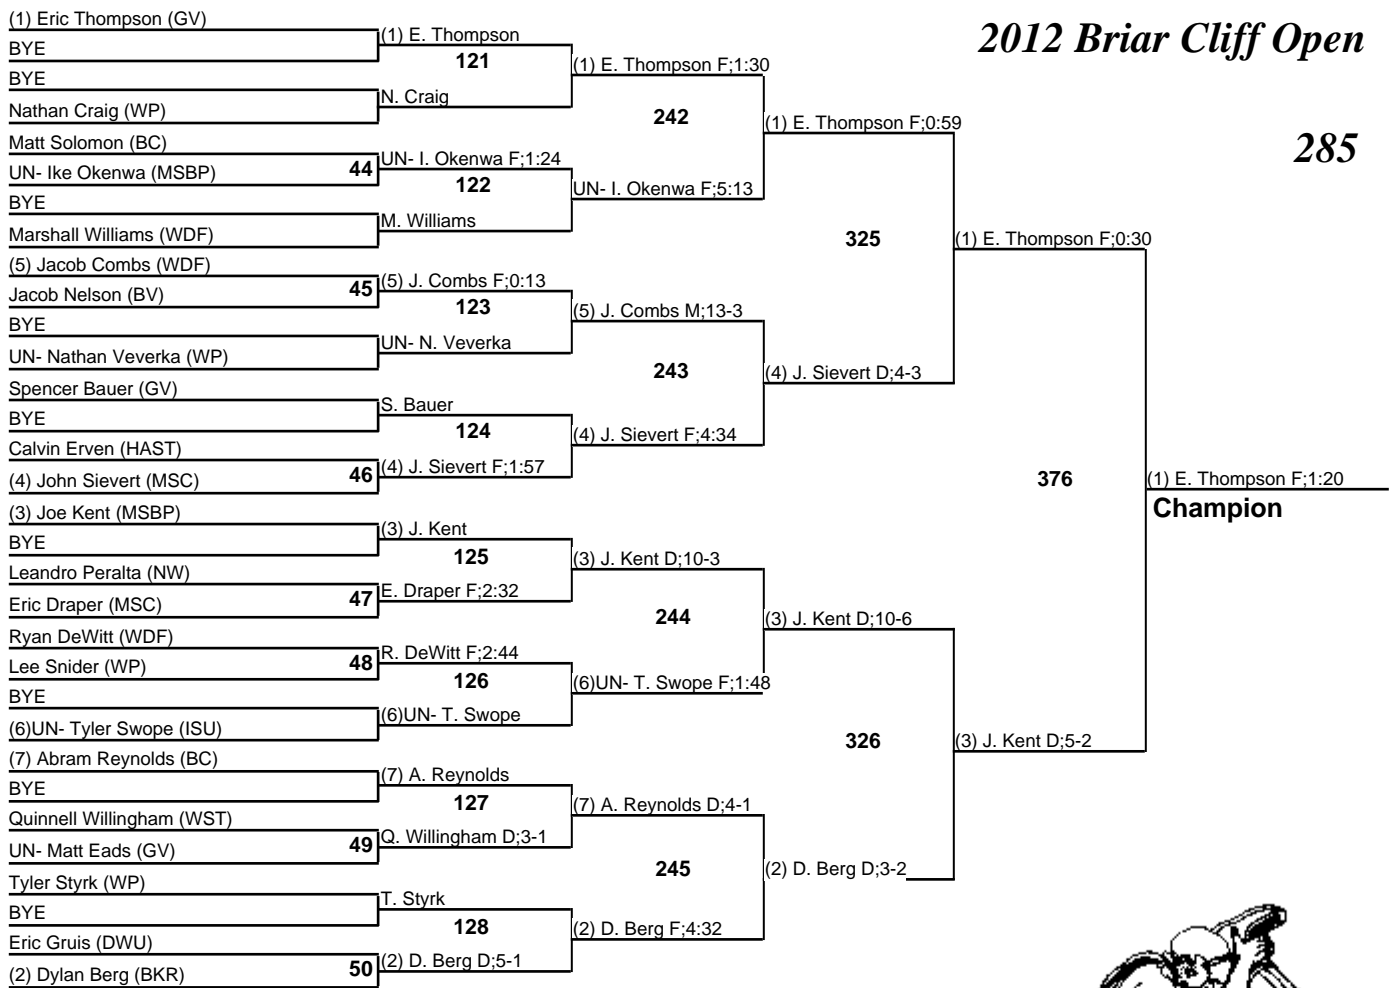 2012 Briar Cliff Open
285
(1) Eric Thompson (GV)
BYE
BYE
Nathan Craig (WP)
Matt Solomon (BC)
UN- Ike Okenwa (MSBP)
BYE
Marshall Williams (WDF)
(5) Jacob Combs (WDF)
Jacob Nelson (BV)
BYE
UN- Nathan Veverka (WP)
Spencer Bauer (GV)
BYE
Calvin Erven (HAST)
(4) John Sievert (MSC)
(3) Joe Kent (MSBP)
BYE
Leandro Peralta (NW)
Eric Draper (MSC)
Ryan DeWitt (WDF)
Lee Snider (WP)
BYE
(6)UN- Tyler Swope (ISU)
(7) Abram Reynolds (BC)
BYE
Quinnell Willingham (WST)
UN- Matt Eads (GV)
Tyler Styrk (WP)
BYE
Eric Gruis (DWU)
(2) Dylan Berg (BKR)
44
45
46
47
48
49
50
(1) E. Thompson
121
N. Craig
UN- I. Okenwa F;1:24
122
M. Williams
(5) J. Combs F;0:13
123
UN- N. Veverka
S. Bauer
124
(4) J. Sievert F;1:57
(3) J. Kent
125
E. Draper F;2:32
R. DeWitt F;2:44
126
(6)UN- T. Swope
(7) A. Reynolds
127
Q. Willingham D;3-1
T. Styrk
128
(2) D. Berg D;5-1
(1) E. Thompson F;1:30
242
UN- I. Okenwa F;5:13
(5) J. Combs M;13-3
243
(4) J. Sievert F;4:34
(3) J. Kent D;10-3
244
(6)UN- T. Swope F;1:48
(7) A. Reynolds D;4-1
245
(2) D. Berg F;4:32
(1) E. Thompson F;0:59
325
(4) J. Sievert D;4-3
(3) J. Kent D;10-6
326
(2) D. Berg D;3-2
(1) E. Thompson F;0:30
376
(3) J. Kent D;5-2
(1) E. Thompson F;1:20
Champion